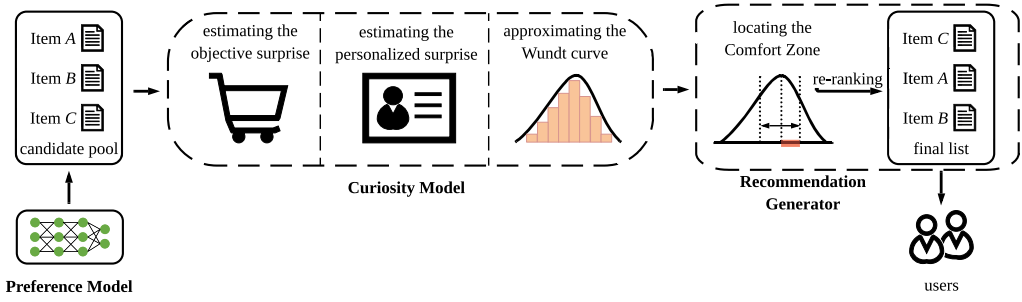 Item A
Item B
Item C
candidate pool
Preference Model
estimating the
objective surprise
estimating the
personalized surprise
approximating the
Wundt curve
Curiosity Model
locating the
Comfort Zone
re-ranking
Item C
Item A
Item B
final list
Recommendation
Generator
users